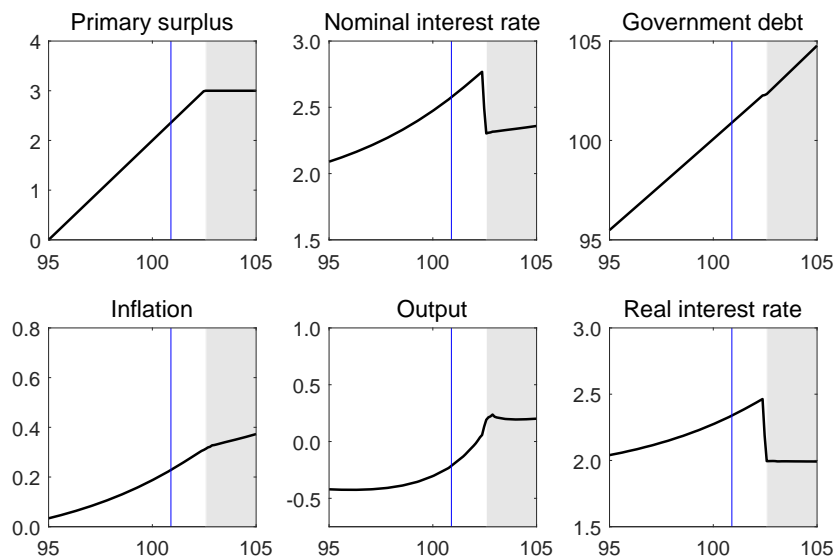 Primary surplus
4
3
2
1
0
95 100 105
Nominal interest rate
3.0
2.5
2.0
1.5
95 100 105
Government debt
105
100
95
95 100 105
Inflation
0.8
0.6
0.4
0.2
0.0
95 100 105
Output
1.0
0.5
0.0
-0.5
95 100 105
Real interest rate
3.0
2.5
2.0
1.5
95 100 105